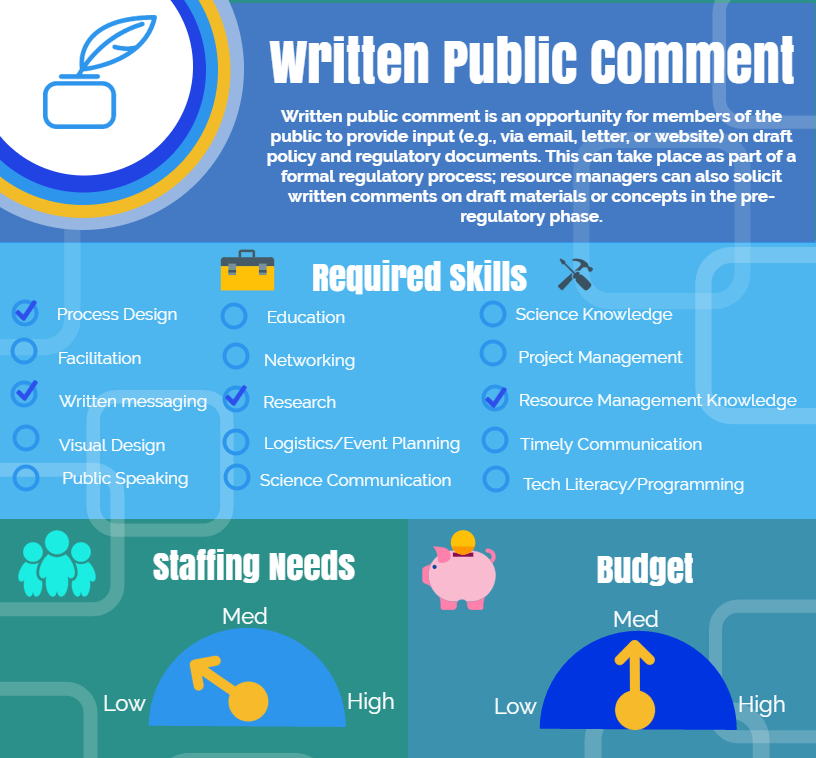 Written Public Comment
Written public comment is an opportunity for members of the
public to provide input (e.g., via email, letter, or website) on draft
policy and regulatory documents. This can take place as part of a
formal regulatory process; resource managers can also solicit
written comments on draft materials or concepts in the pre-
regulatory phase.
Required Skills
Process Design
Facilitation
Written messaging
Visual Design
Public Speaking
Education
Networking
Research
Logistics/Event Planning
Science Communication
Science Knowledge
Project Management
Resource Management Knowledge
Timely Communication
Tech Literacy/Programming
Staffing Needs
Med
Low
High
Budget
Med
Low
High